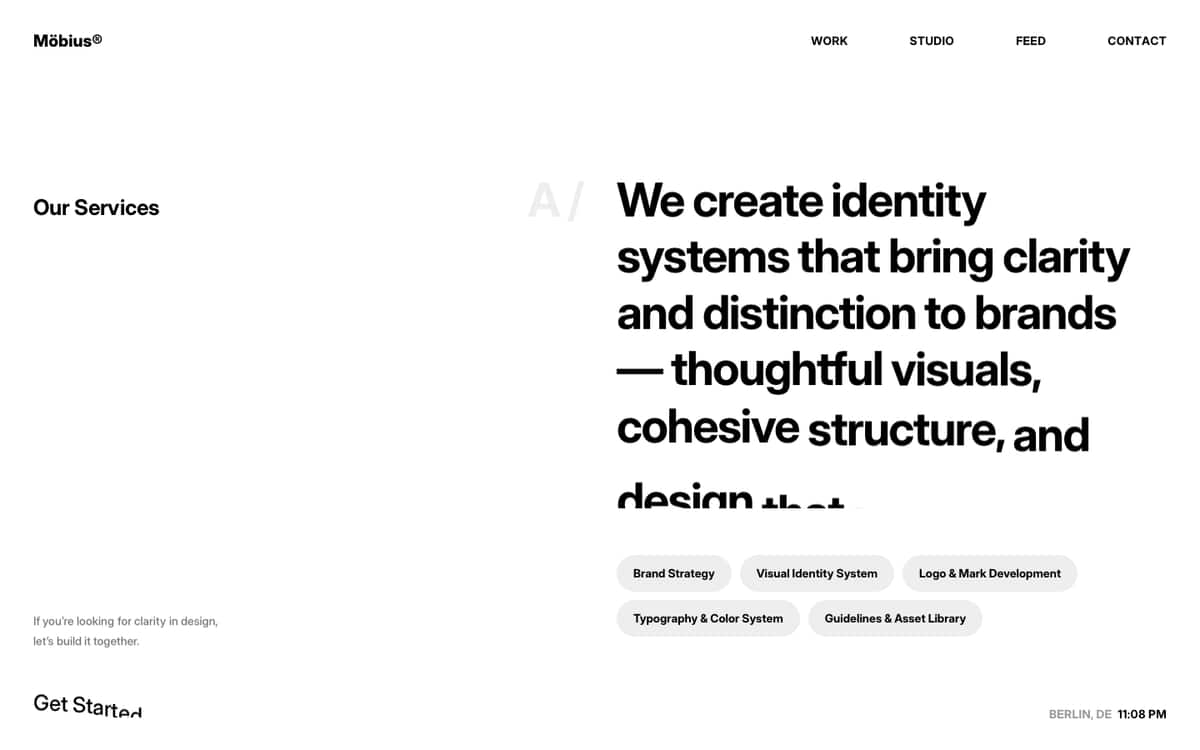 Möbius®
WORK
STUDIO
FEED
CONTACT
Our Services
A /
We create identity
systems that bring clarity
and distinction to brands
— thoughtful visuals,
cohesive structure, and
design that
Brand Strategy
Visual Identity System
Logo & Mark Development
Typography & Color System
Guidelines & Asset Library
If you’re looking for clarity in design,
let’s build it together.
Get Started
BERLIN, DE 11:08 PM